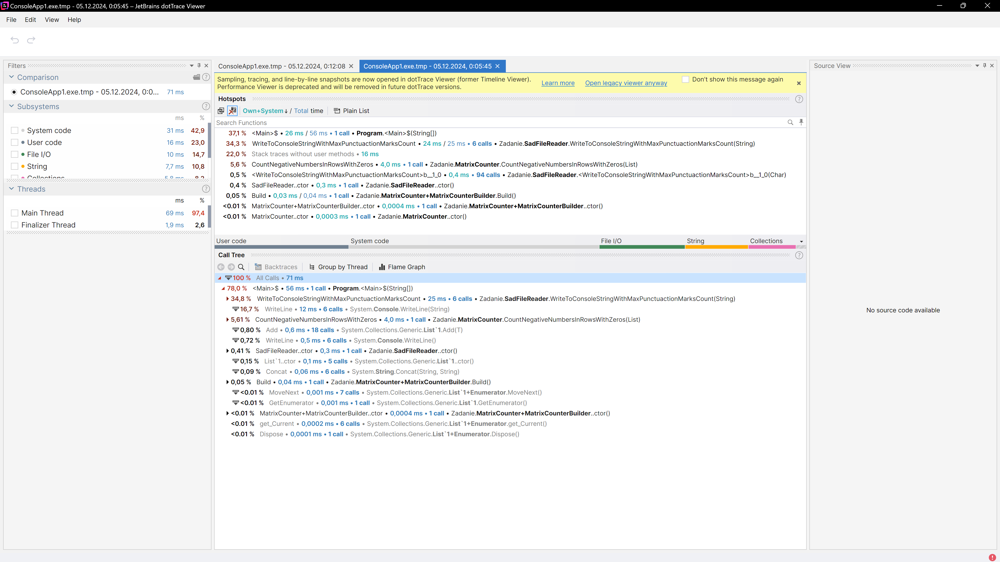 ConsoleApp1.exe.tmp - 05.12.2024, 0:05:45 – JetBrains dotTrace Viewer
File Edit View Help
Filters
Comparison
ConsoleApp1.exe.tmp - 05.12.2024, 0:0... 71 ms
Subsystems
ms %
System code 31 ms 42,9
User code 16 ms 23,0
File I/O 10 ms 14,7
String 7,7 ms 10,8
Collections 5,8 ms 8,2
Threads
ms %
Main Thread 69 ms 97,4
Finalizer Thread 1,9 ms 2,6
ConsoleApp1.exe.tmp - 05.12.2024, 0:12:08 ConsoleApp1.exe.tmp - 05.12.2024, 0:05:45
Sampling, tracing, and line-by-line snapshots are now opened in dotTrace Viewer (former Timeline Viewer).
Performance Viewer is deprecated and will be removed in future dotTrace versions.
Learn more Open legacy viewer anyway Don't show this message again
Hotspots
Own+System↓ / Total time Plain List
Search Functions
37,1 % <Main>$ • 26 ms / 56 ms • 1 call • Program.<Main>$(String[])
34,3 % WriteToConsoleStringWithMaxPunctuactionMarksCount • 24 ms / 25 ms • 6 calls • Zadanie.SadFileReader.WriteToConsoleStringWithMaxPunctuactionMarksCount(String)
22,0 % Stack traces without user methods • 16 ms
5,6 % CountNegativeNumbersInRowsWithZeros • 4,0 ms • 1 call • Zadanie.MatrixCounter.CountNegativeNumbersInRowsWithZeros(List)
0,5 % <WriteToConsoleStringWithMaxPunctuactionMarksCount>b__1_0 • 0,4 ms • 94 calls • Zadanie.SadFileReader.<WriteToConsoleStringWithMaxPunctuactionMarksCount>b__1_0(Char)
0,4 % SadFileReader..ctor • 0,3 ms • 1 call • Zadanie.SadFileReader..ctor()
0,05 % Build • 0,03 ms / 0,04 ms • 1 call • Zadanie.MatrixCounter+MatrixCounterBuilder.Build()
<0.01 % MatrixCounter+MatrixCounterBuilder..ctor • 0,0004 ms • 1 call • Zadanie.MatrixCounter+MatrixCounterBuilder..ctor()
<0.01 % MatrixCounter..ctor • 0,0003 ms • 1 call • Zadanie.MatrixCounter..ctor()
User code System code File I/O String Collections
Call Tree
Backtraces Group by Thread Flame Graph
100 % All Calls • 71 ms
78,0 % <Main>$ • 56 ms • 1 call • Program.<Main>$(String[])
34,8 % WriteToConsoleStringWithMaxPunctuactionMarksCount • 25 ms • 6 calls • Zadanie.SadFileReader.WriteToConsoleStringWithMaxPunctuactionMarksCount(String)
16,7 % WriteLine • 12 ms • 6 calls • System.Console.WriteLine(String)
5,61 % CountNegativeNumbersInRowsWithZeros • 4,0 ms • 1 call • Zadanie.MatrixCounter.CountNegativeNumbersInRowsWithZeros(List)
0,80 % Add • 0,6 ms • 18 calls • System.Collections.Generic.List`1.Add(T)
0,72 % WriteLine • 0,5 ms • 6 calls • System.Console.WriteLine()
0,41 % SadFileReader..ctor • 0,3 ms • 1 call • Zadanie.SadFileReader..ctor()
0,15 % List`1..ctor • 0,1 ms • 5 calls • System.Collections.Generic.List`1..ctor()
0,09 % Concat • 0,06 ms • 6 calls • System.String.Concat(String, String)
0,05 % Build • 0,04 ms • 1 call • Zadanie.MatrixCounter+MatrixCounterBuilder.Build()
<0.01 % MoveNext • 0,001 ms • 7 calls • System.Collections.Generic.List`1+Enumerator.MoveNext()
<0.01 % GetEnumerator • 0,001 ms • 1 call • System.Collections.Generic.List`1.GetEnumerator()
<0.01 % MatrixCounter+MatrixCounterBuilder..ctor • 0,0004 ms • 1 call • Zadanie.MatrixCounter+MatrixCounterBuilder..ctor()
<0.01 % get_Current • 0,0002 ms • 6 calls • System.Collections.Generic.List`1+Enumerator.get_Current()
<0.01 % Dispose • 0,0001 ms • 1 call • System.Collections.Generic.List`1+Enumerator.Dispose()
Source View
No source code available